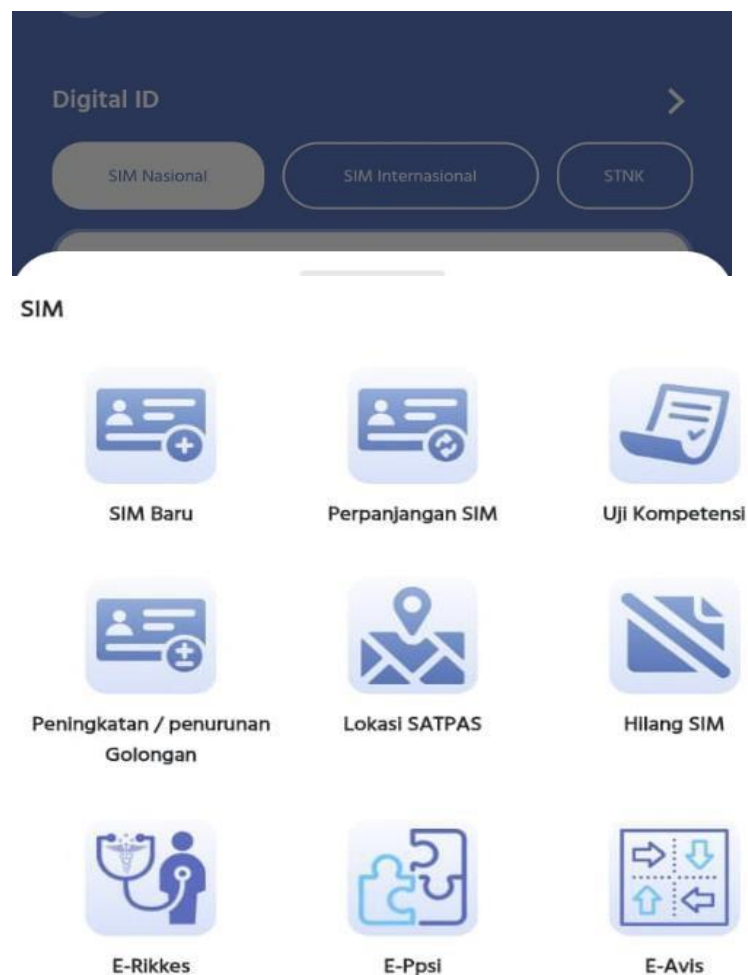 Digital ID
SIM Nasional
SIM Internasional
STNK
SIM
SIM Baru
Perpanjangan SIM
Uji Kompetensi
Peningkatan / penurunan
Golongan
Lokasi SATPAS
Hilang SIM
E-Rikkes
E-Ppsi
E-Avis